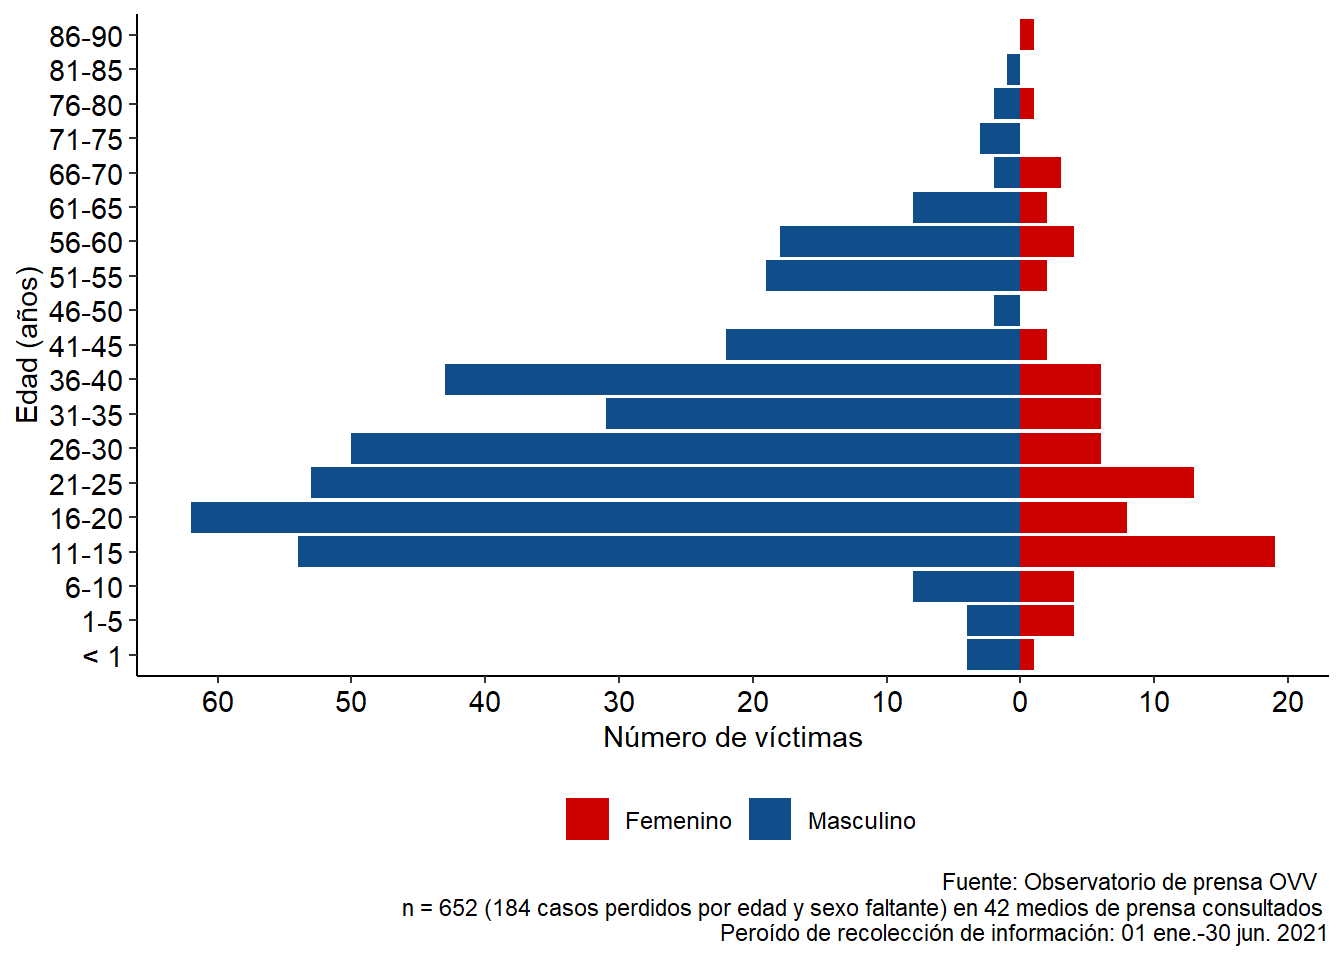 86-90
81-85
76-80
71-75
66-70
61-65
56-60
51-55
46-50
41-45
36-40
31-35
26-30
21-25
16-20
11-15
6-10
1-5
< 1
Edad (años)
60 50 40 30 20 10 0 10 20
Número de víctimas
Femenino Masculino
Fuente: Observatorio de prensa OVV
n = 652 (184 casos perdidos por edad y sexo faltante) en 42 medios de prensa consultados
Peroído de recolección de información: 01 ene.-30 jun. 2021